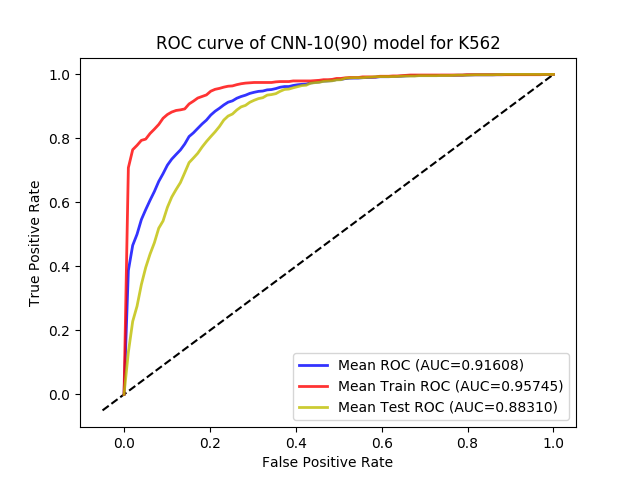 ROC curve of CNN-10(90) model for K562
True Positive Rate
1.0
0.8
0.6
0.4
0.2
0.0
Mean ROC (AUC=0.91608)
Mean Train ROC (AUC=0.95745)
Mean Test ROC (AUC=0.88310)
0.0 0.2 0.4 0.6 0.8 1.0
False Positive Rate